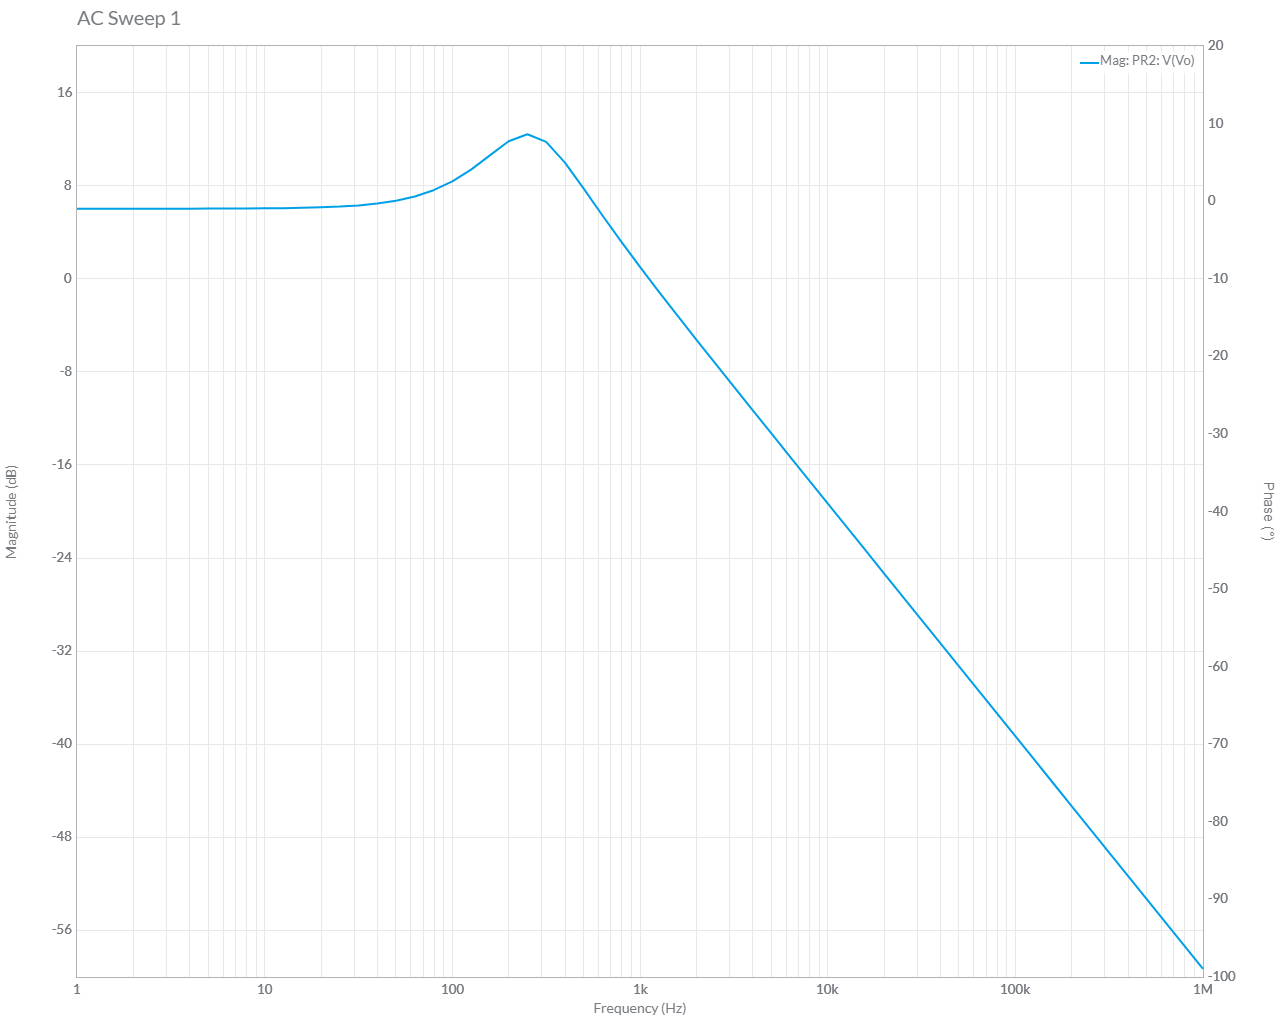 AC Sweep 1
Mag: PR2: V(Vo)
16
8
0
-8
-16
-24
-32
-40
-48
-56
Magnitude (dB)
20
10
0
-10
-20
-30
-40
-50
-60
-70
-80
-90
-100
Phase (°)
1
10
100
1k
10k
100k
1M
Frequency (Hz)